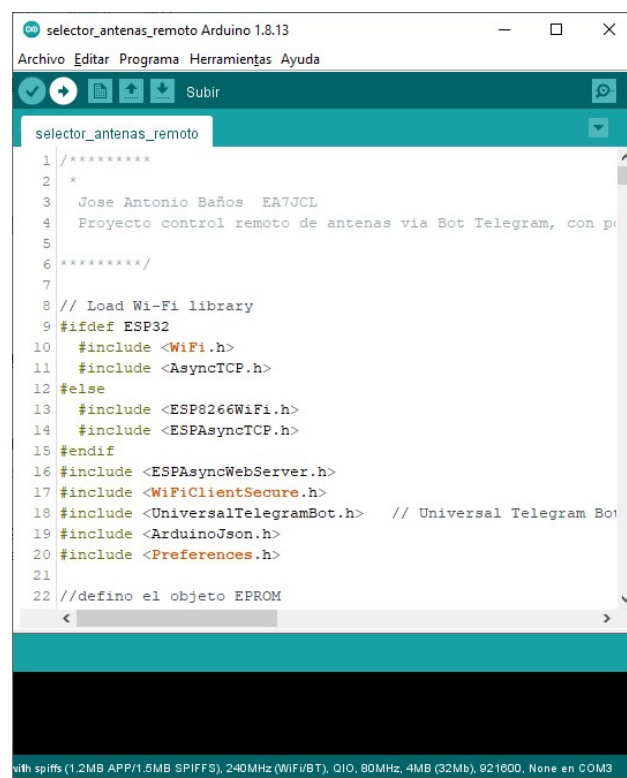 selector_antenas_remoto Arduino 1.8.13
Archivo Editar Programa Herramientas Ayuda
Subir
selector_antenas_remoto
1 /*********
2 *
3 Jose Antonio Baños EA7JCL
4 Proyecto control remoto de antenas via Bot Telegram, con
5
6 *********/
7
8 // Load Wi-Fi library
9 #ifdef ESP32
10 #include <WiFi.h>
11 #include <AsyncTCP.h>
12 #else
13 #include <ESP8266WiFi.h>
14 #include <ESPAsyncTCP.h>
15 #endif
16 #include <ESPAsyncWebServer.h>
17 #include <WiFiClientSecure.h>
18 #include <UniversalTelegramBot.h> // Universal Telegram Bot
19 #include <ArduinoJson.h>
20 #include <Preferences.h>
21
22 //defino el objeto EPROM
with spiffs (1.2MB APP/1.5MB SPIFFS), 240MHz (WiFi/BT), QIO, 80MHz, 4MB (32Mb), 921600, None en COM3